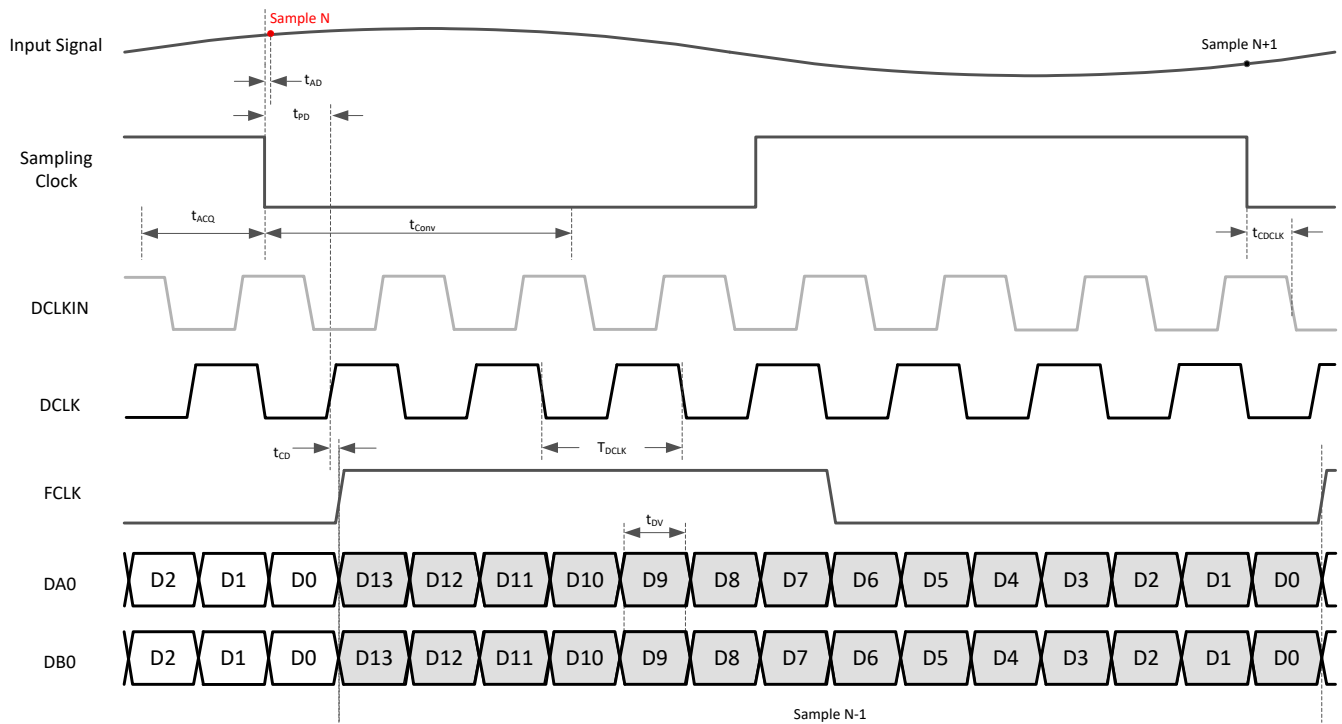 Sample N
Input Signal
Sample N+1
tAD
tPD
Sampling
Clock
tACQ
tConv
tCDCLK
DCLKIN
DCLK
tCD
TDCLK
FCLK
tDV
DA0 D2 D1 D0 D13 D12 D11 D10 D9 D8 D7 D6 D5 D4 D3 D2 D1 D0
DB0 D2 D1 D0 D13 D12 D11 D10 D9 D8 D7 D6 D5 D4 D3 D2 D1 D0
Sample N-1